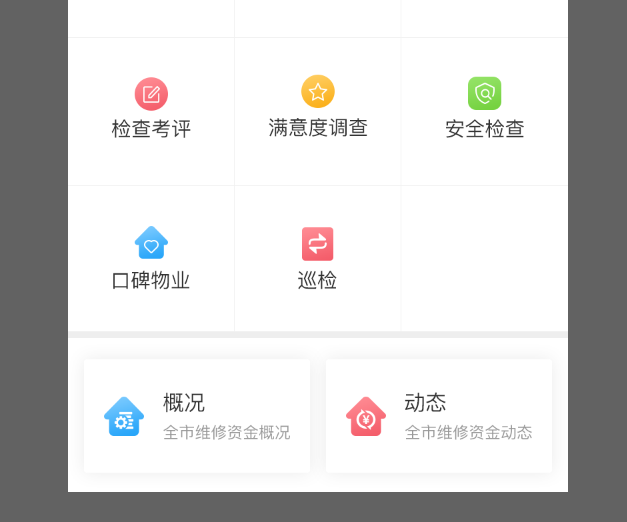 检查考评
满意度调查
安全检查
口碑物业
巡检
概况
全市维修资金概况
动态
全市维修资金动态